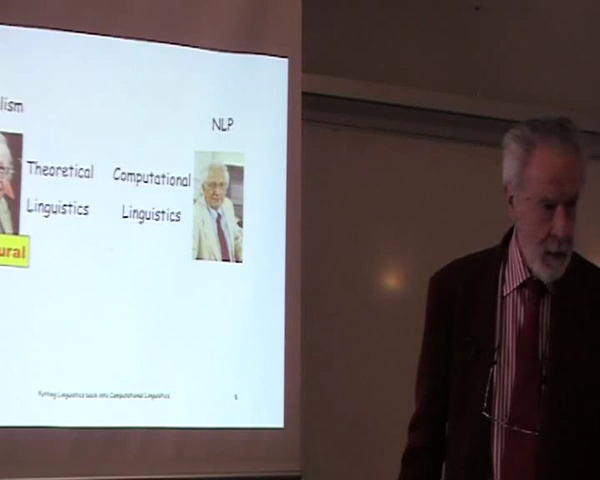 lism
NLP
Theoretical
Linguistics
Computational
Linguistics
ural
Putting Linguistics back into Computational Linguistics